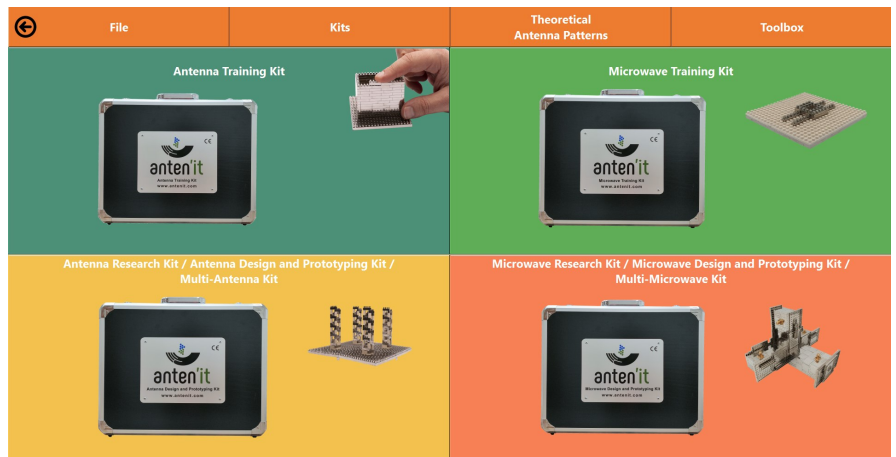 File
Kits
Theoretical
Antenna Patterns
Toolbox
Antenna Training Kit
CE
anten'it
Antenna Training Kit
www.antenit.com
Microwave Training Kit
CE
anten'it
Microwave Training Kit
www.antenit.com
Antenna Research Kit / Antenna Design and Prototyping Kit /
Multi-Antenna Kit
CE
anten'it
Antenna Design and Prototyping Kit
www.antenit.com
Microwave Research Kit / Microwave Design and Prototyping Kit /
Multi-Microwave Kit
CE
anten'it
Microwave Design and Prototyping Kit
www.antenit.com